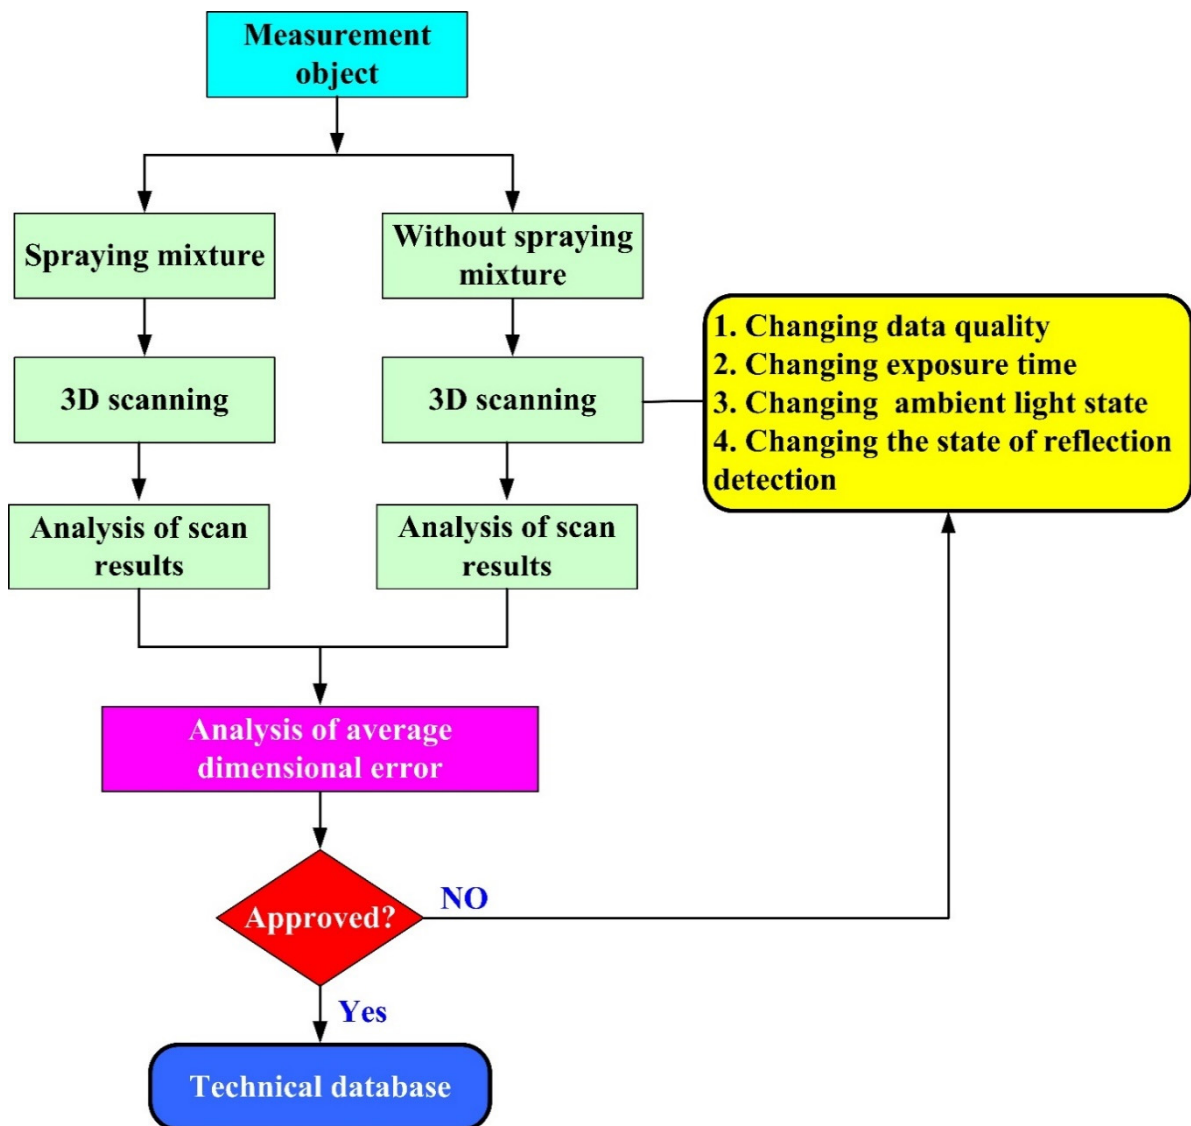 Measurement
object
Spraying mixture
Without spraying
mixture
3D scanning
3D scanning
1. Changing data quality
2. Changing exposure time
3. Changing ambient light state
4. Changing the state of reflection
detection
Analysis of scan
results
Analysis of scan
results
Analysis of average
dimensional error
Approved?
NO
Yes
Technical database